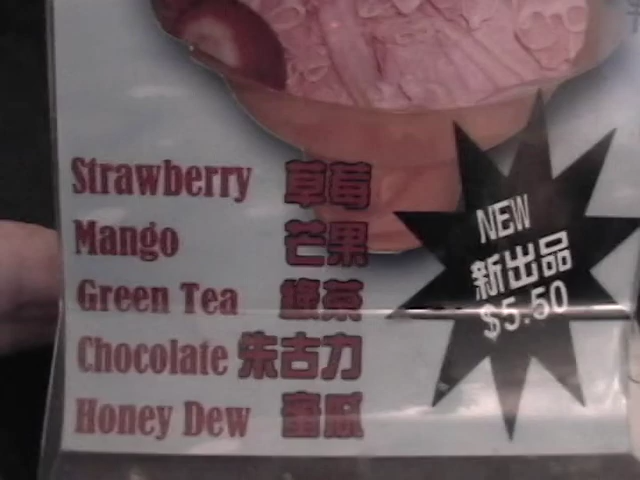 Strawberry 草莓
Mango 芒果
Green Tea 綠茶
Chocolate 朱古力
Honey Dew 蜜瓜
NEW
新出品
$5.50